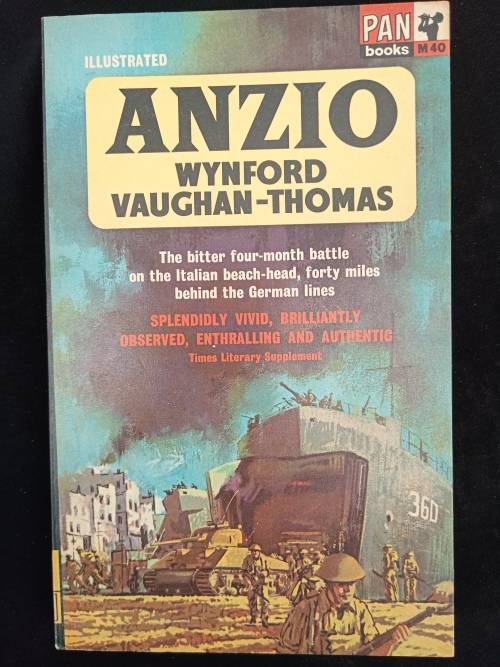 PAN
books M40
ILLUSTRATED
ANZIO
WYNFORD
VAUGHAN-THOMAS
The bitter four-month battle
on the Italian beach-head, forty miles
behind the German lines
SPLENDIDLY VIVID, BRILLIANTLY
OBSERVED, ENTHRALLING AND AUTHENTIC
Times Literary Supplement
360